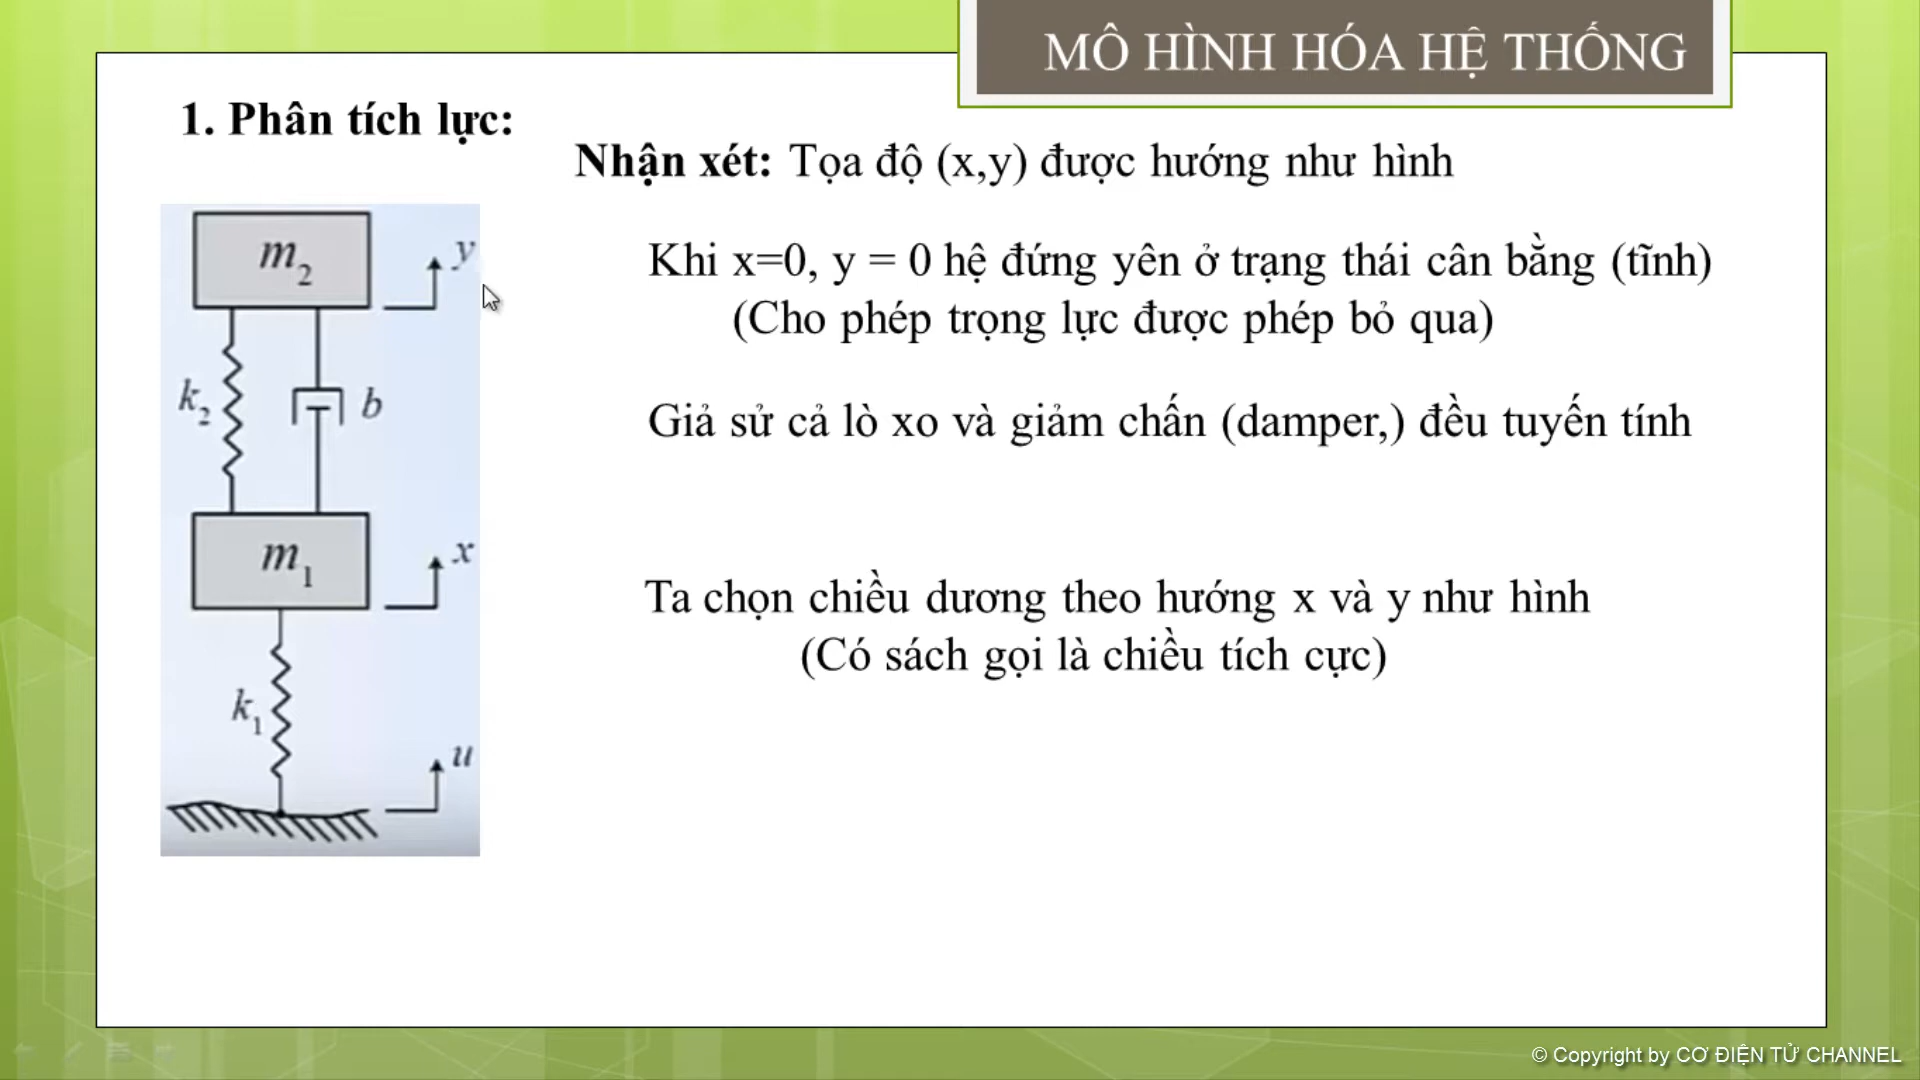 MÔ HÌNH HÓA HỆ THỐNG
1. Phân tích lực:
Nhận xét: Tọa độ (x,y) được hướng như hình
Khi x=0, y = 0 hệ đứng yên ở trạng thái cân bằng (tĩnh)
(Cho phép trọng lực được phép bỏ qua)
Giả sử cả lò xo và giảm chấn (damper,) đều tuyến tính
Ta chọn chiều dương theo hướng x và y như hình
(Có sách gọi là chiều tích cực)
m2
y
k2
b
m1
x
k1
u
© Copyright by CƠ ĐIỆN TỬ CHANNEL